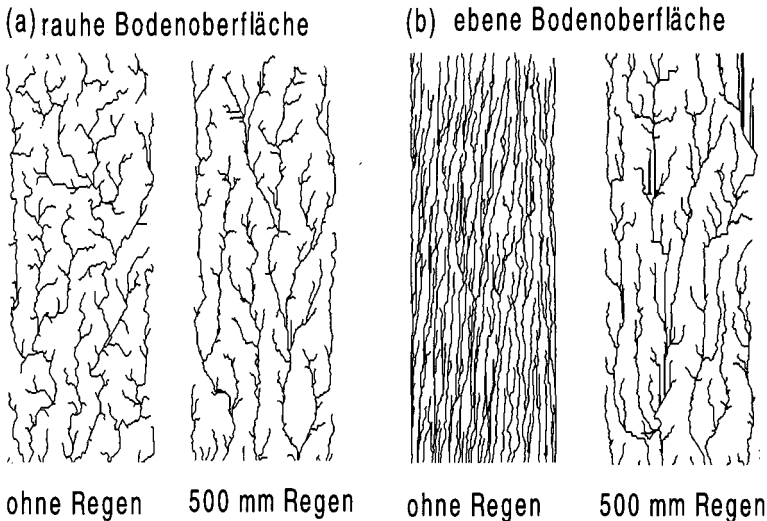 (a) rauhe Bodenoberfläche
(b) ebene Bodenoberfläche
ohne Regen
500 mm Regen
ohne Regen
500 mm Regen